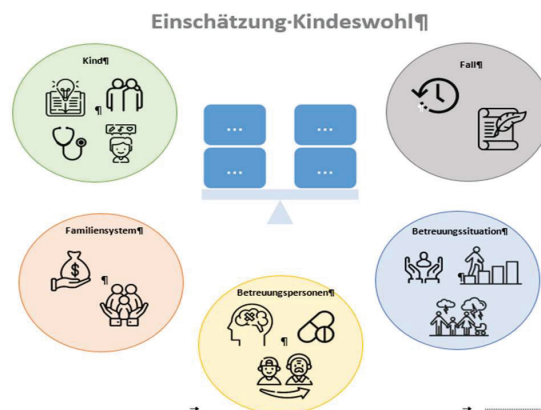 Einschätzung·Kindeswohl¶
Kind¶
Fall¶
¶
... ...
... ...
Familiensystem¶
Betreuungssituation¶
¶
¶
Betreuungspersonen¶
¶